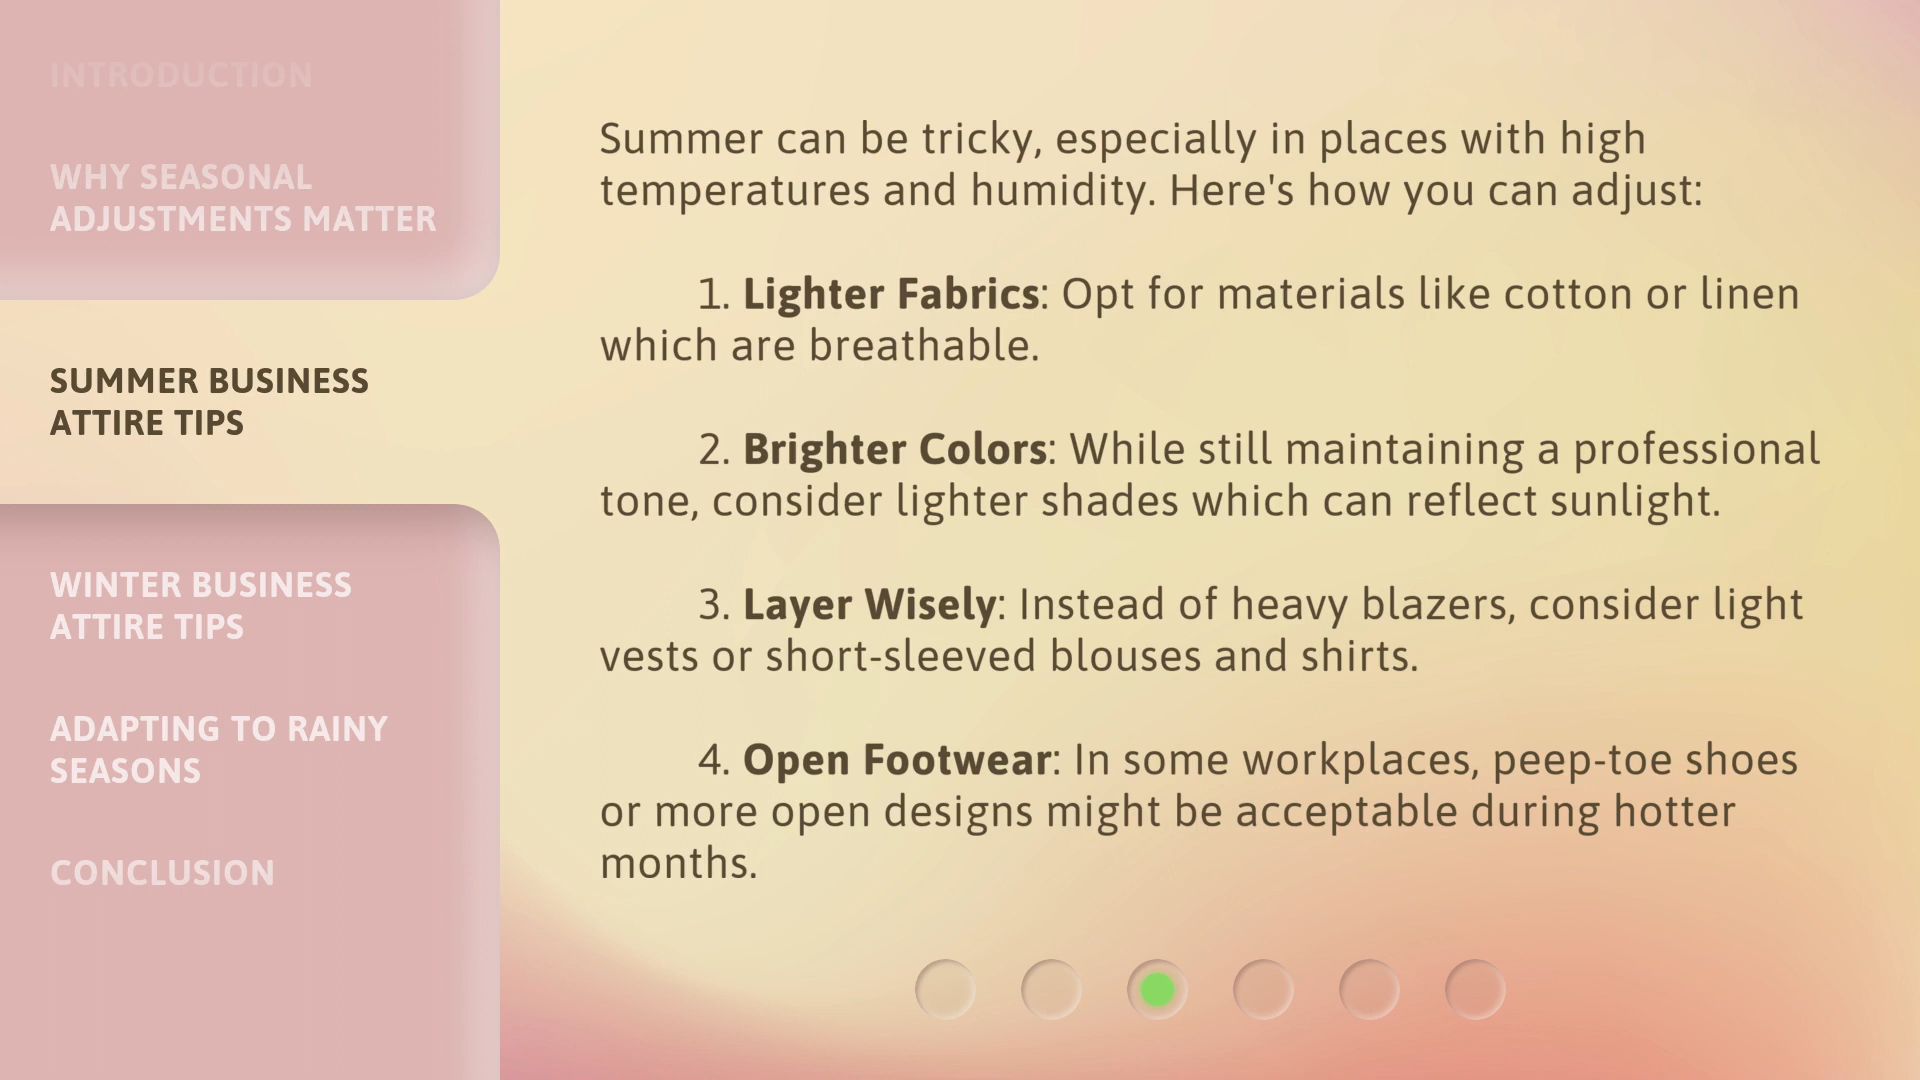 INTRODUCTION
WHY SEASONAL
ADJUSTMENTS MATTER
SUMMER BUSINESS
ATTIRE TIPS
WINTER BUSINESS
ATTIRE TIPS
ADAPTING TO RAINY
SEASONS
CONCLUSION
Summer can be tricky, especially in places with high
temperatures and humidity. Here's how you can adjust:
1. Lighter Fabrics: Opt for materials like cotton or linen
which are breathable.
2. Brighter Colors: While still maintaining a professional
tone, consider lighter shades which can reflect sunlight.
3. Layer Wisely: Instead of heavy blazers, consider light
vests or short-sleeved blouses and shirts.
4. Open Footwear: In some workplaces, peep-toe shoes
or more open designs might be acceptable during hotter
months.